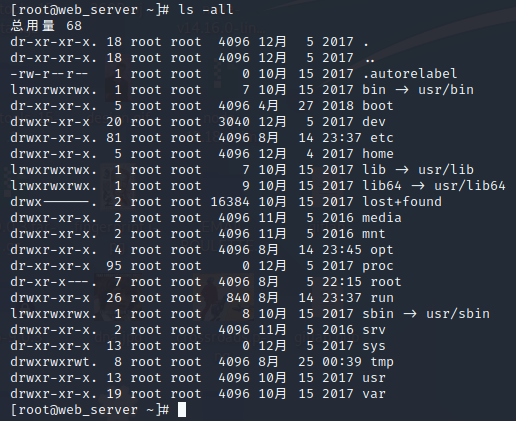 [root@web_server ~]# ls -all
总用量 68
dr-xr-xr-x. 18 root root  4096 12月  5 2017 .
dr-xr-xr-x. 18 root root  4096 12月  5 2017 ..
-rw-r--r--   1 root root     0 10月 15 2017 .autorelabel
lrwxrwxrwx.  1 root root     7 10月 15 2017 bin -> usr/bin
dr-xr-xr-x.  5 root root  4096 4月  27 2018 boot
drwxr-xr-x  20 root root  3040 12月  5 2017 dev
drwxr-xr-x. 81 root root  4096 8月  14 23:37 etc
drwxr-xr-x.  5 root root  4096 12月  4 2017 home
lrwxrwxrwx.  1 root root     7 10月 15 2017 lib -> usr/lib
lrwxrwxrwx.  1 root root     9 10月 15 2017 lib64 -> usr/lib64
drwx------.  2 root root 16384 10月 15 2017 lost+found
drwxr-xr-x.  2 root root  4096 11月  5 2016 media
drwxr-xr-x.  2 root root  4096 11月  5 2016 mnt
drwxr-xr-x.  4 root root  4096 8月  14 23:45 opt
dr-xr-xr-x  95 root root     0 12月  5 2017 proc
dr-xr-x---.  7 root root  4096 8月   5 22:15 root
drwxr-xr-x  26 root root   840 8月  14 23:37 run
lrwxrwxrwx.  1 root root     8 10月 15 2017 sbin -> usr/sbin
drwxr-xr-x.  2 root root  4096 11月  5 2016 srv
dr-xr-xr-x  13 root root     0 12月  5 2017 sys
drwxrwxrwt.  8 root root  4096 8月  25 00:39 tmp
drwxr-xr-x. 13 root root  4096 10月 15 2017 usr
drwxr-xr-x. 19 root root  4096 10月 15 2017 var
[root@web_server ~]#